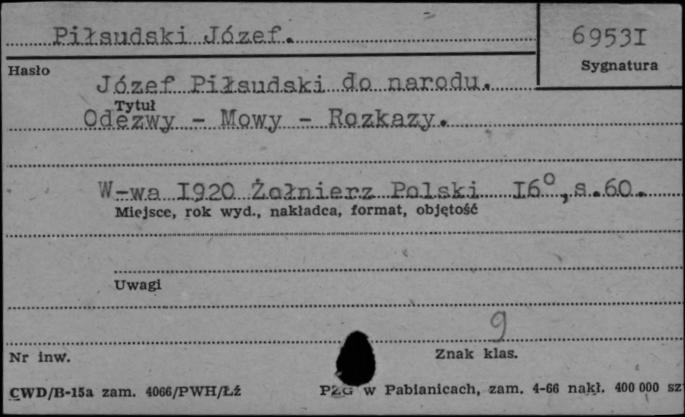 Piłsudski Józef.
69531
Hasło
Sygnatura
Józef Piłsudski do narodu.
Tytuł
Odezwy - Mowy - Rozkazy.
W-wa 1920 Żołnierz Polski 16°, s.60.
Miejsce, rok wyd., nakładca, format, objętość
Uwagi
9
Nr inw.
Znak klas.
CWD/B-15a zam. 4066/PWH/Łź
PZG w Pabianicach, zam. 4-66 nakł. 400 000 sz